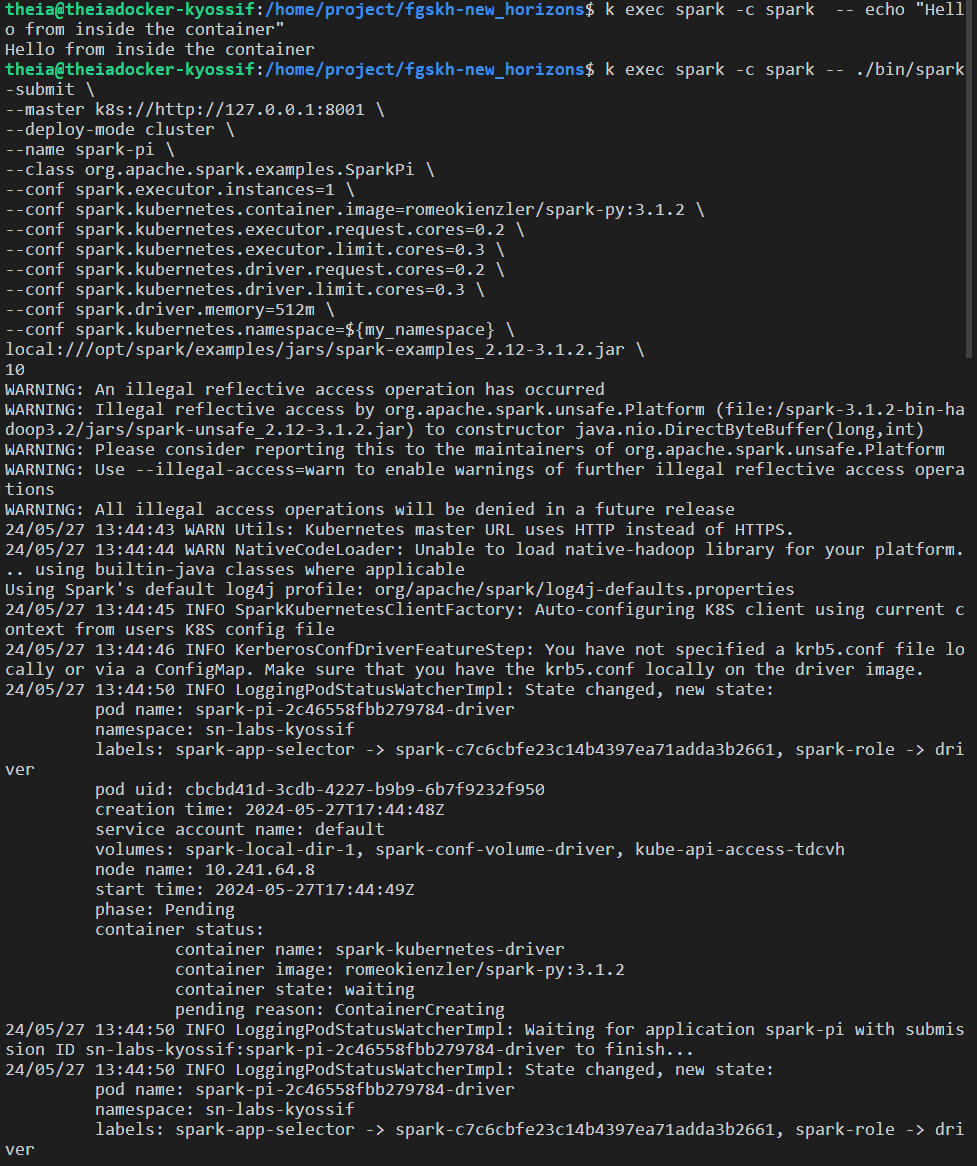 theia@theiadocker-kyossif:/home/project/fgskh-new_horizons$ k exec spark -c spark  -- echo "Hell
o from inside the container"
Hello from inside the container
theia@theiadocker-kyossif:/home/project/fgskh-new_horizons$ k exec spark -c spark -- ./bin/spark
-submit \
--master k8s://http://127.0.0.1:8001 \
--deploy-mode cluster \
--name spark-pi \
--class org.apache.spark.examples.SparkPi \
--conf spark.executor.instances=1 \
--conf spark.kubernetes.container.image=romeokienzler/spark-py:3.1.2 \
--conf spark.kubernetes.executor.request.cores=0.2 \
--conf spark.kubernetes.executor.limit.cores=0.3 \
--conf spark.kubernetes.driver.request.cores=0.2 \
--conf spark.kubernetes.driver.limit.cores=0.3 \
--conf spark.driver.memory=512m \
--conf spark.kubernetes.namespace=${my_namespace} \
local:///opt/spark/examples/jars/spark-examples_2.12-3.1.2.jar \
10
WARNING: An illegal reflective access operation has occurred
WARNING: Illegal reflective access by org.apache.spark.unsafe.Platform (file:/spark-3.1.2-bin-ha
doop3.2/jars/spark-unsafe_2.12-3.1.2.jar) to constructor java.nio.DirectByteBuffer(long,int)
WARNING: Please consider reporting this to the maintainers of org.apache.spark.unsafe.Platform
WARNING: Use --illegal-access=warn to enable warnings of further illegal reflective access opera
tions
WARNING: All illegal access operations will be denied in a future release
24/05/27 13:44:43 WARN Utils: Kubernetes master URL uses HTTP instead of HTTPS.
24/05/27 13:44:44 WARN NativeCodeLoader: Unable to load native-hadoop library for your platform.
.. using builtin-java classes where applicable
Using Spark's default log4j profile: org/apache/spark/log4j-defaults.properties
24/05/27 13:44:45 INFO SparkKubernetesClientFactory: Auto-configuring K8S client using current c
ontext from users K8S config file
24/05/27 13:44:46 INFO KerberosConfDriverFeatureStep: You have not specified a krb5.conf file lo
cally or via a ConfigMap. Make sure that you have the krb5.conf locally on the driver image.
24/05/27 13:44:50 INFO LoggingPodStatusWatcherImpl: State changed, new state:
pod name: spark-pi-2c46558fbb279784-driver
namespace: sn-labs-kyossif
labels: spark-app-selector -> spark-c7c6cbfe23c14b4397ea71adda3b2661, spark-role -> dri
ver
pod uid: cbcbd41d-3cdb-4227-b9b9-6b7f9232f950
creation time: 2024-05-27T17:44:48Z
service account name: default
volumes: spark-local-dir-1, spark-conf-volume-driver, kube-api-access-tdcvh
node name: 10.241.64.8
start time: 2024-05-27T17:44:49Z
phase: Pending
container status:
container name: spark-kubernetes-driver
container image: romeokienzler/spark-py:3.1.2
container state: waiting
pending reason: ContainerCreating
24/05/27 13:44:50 INFO LoggingPodStatusWatcherImpl: Waiting for application spark-pi with submis
sion ID sn-labs-kyossif:spark-pi-2c46558fbb279784-driver to finish...
24/05/27 13:44:50 INFO LoggingPodStatusWatcherImpl: State changed, new state:
pod name: spark-pi-2c46558fbb279784-driver
namespace: sn-labs-kyossif
labels: spark-app-selector -> spark-c7c6cbfe23c14b4397ea71adda3b2661, spark-role -> dri
ver